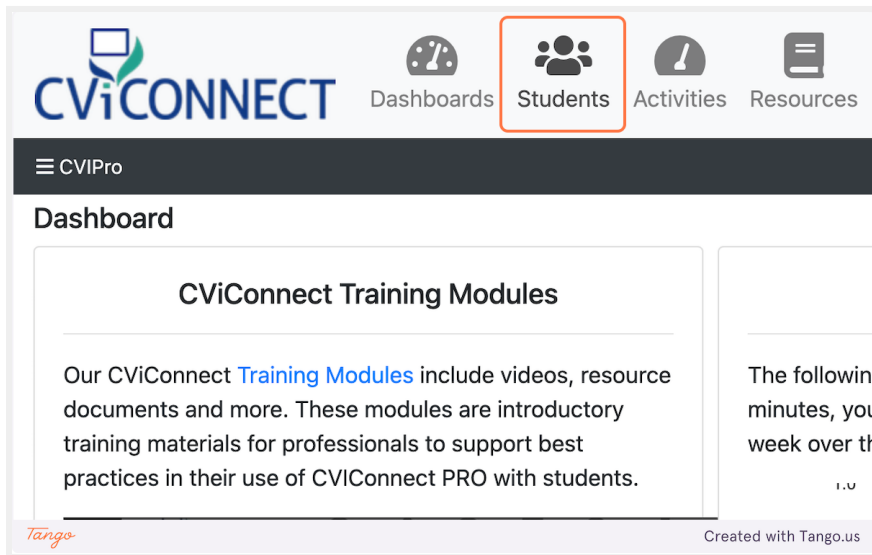 CViCONNECT
Dashboards Students Activities Resources
CVIPro
Dashboard
CViConnect Training Modules
Our CViConnect Training Modules include videos, resource
documents and more. These modules are introductory
training materials for professionals to support best
practices in their use of CVIConnect PRO with students.
The followin
minutes, you
week over th
1.0
Tango
Created with Tango.us